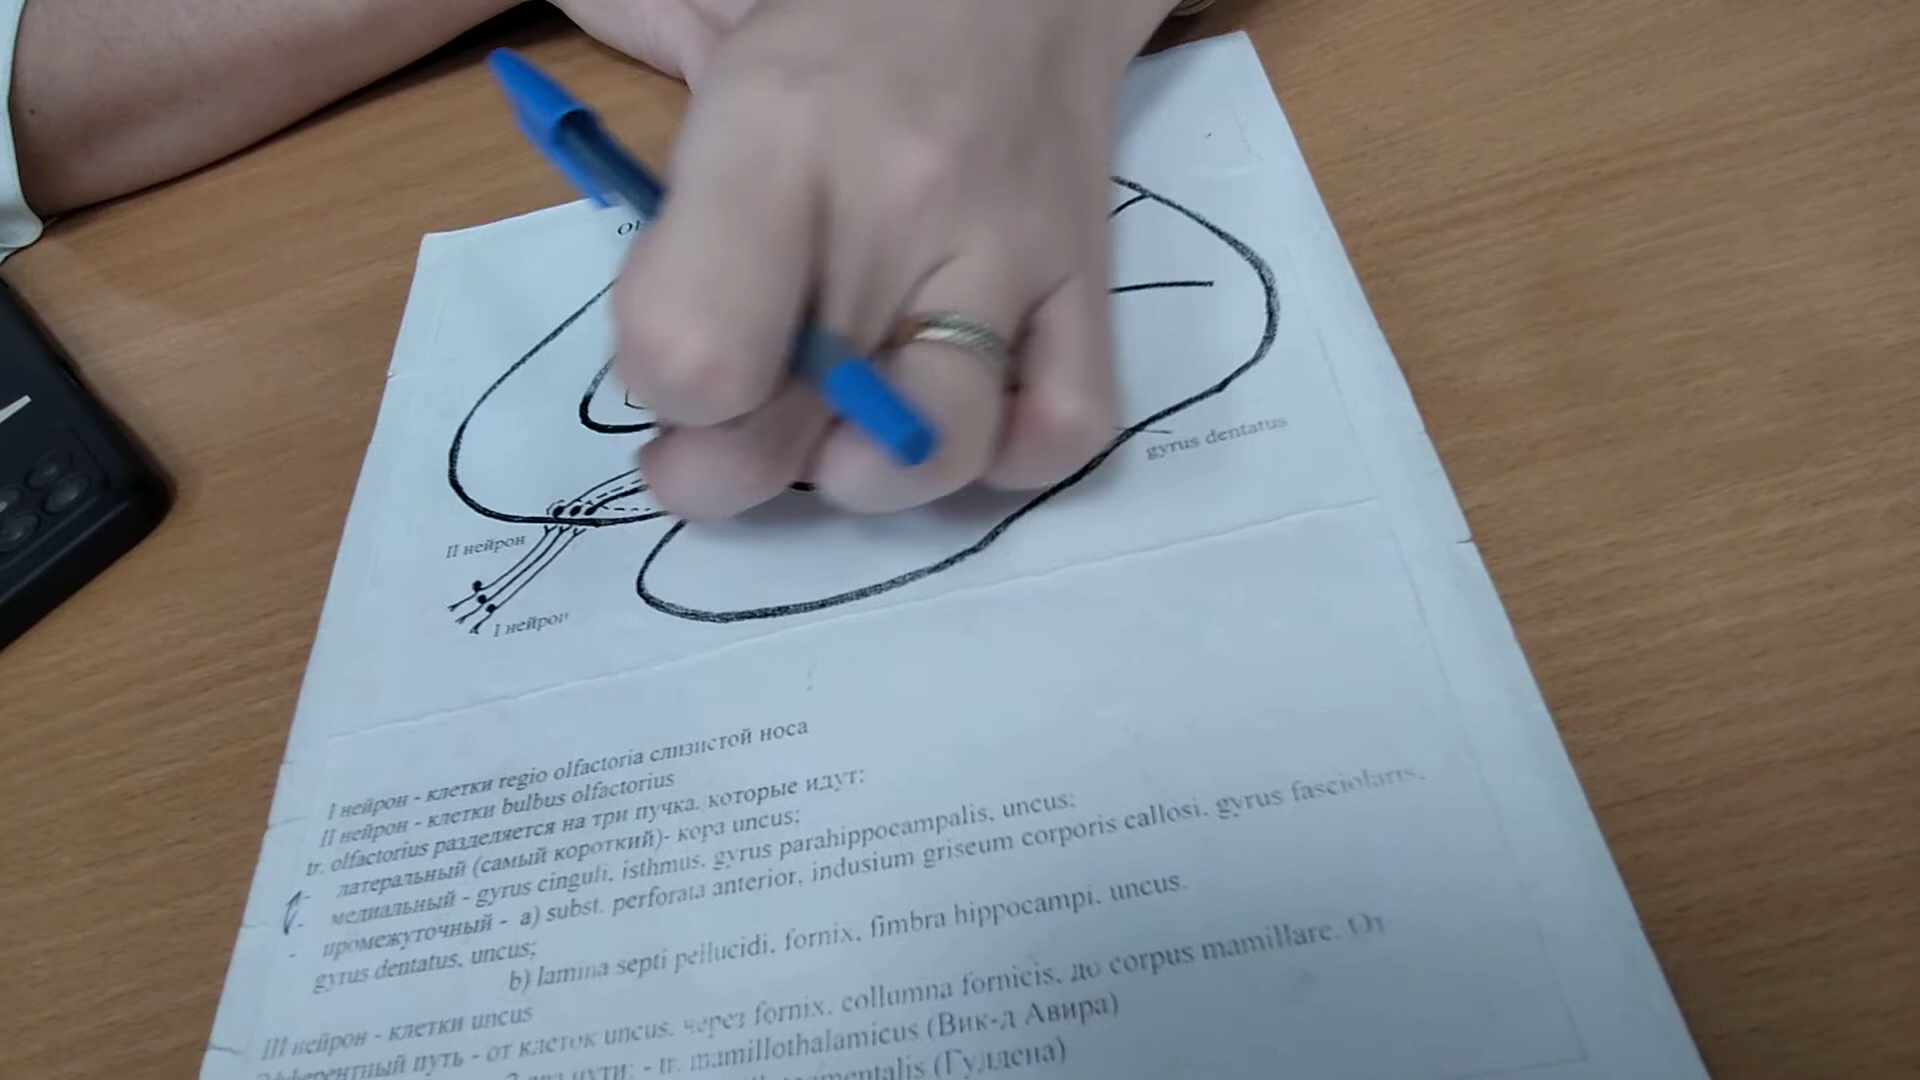 gyrus dentatus
II нейрон
I нейрон
I нейрон - клетки regio olfactoria слизистой носа
II нейрон - клетки bulbus olfactorius
tr. olfactorius разделяется на три пучка, которые идут:
- латеральный (самый короткий)- кора uncus;
- медиальный - gyrus cinguli, isthmus, gyrus parahippocampalis, uncus;
- промежуточный - a) subst. perforata anterior, indusium griseum corporis callosi, gyrus fasciolaris,
gyrus dentatus, uncus;
b) lamina septi pellucidi, fornix, fimbra hippocampi, uncus.
III нейрон - клетки uncus
путь - от клеток uncus, через fornix, collumna fornicis, до corpus mamillare. От
пути: - tr. mamillothalamicus (Вик-д Авира)
(Гуддена)